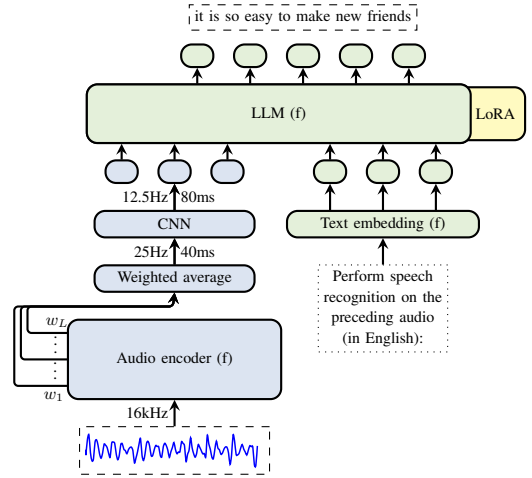 it is so easy to make new friends
LLM (f)
LoRA
12.5Hz 80ms
CNN
Text embedding (f)
25Hz 40ms
Weighted average
Perform speech
recognition on the
preceding audio
(in English):
w_L
Audio encoder (f)
w_1
16kHz